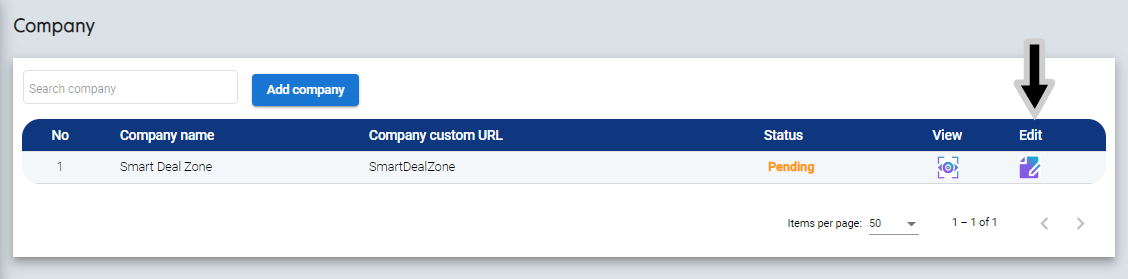 Company
Search company
Add company
No Company name Company custom URL Status View Edit
1 Smart Deal Zone SmartDealZone Pending
Items per page: 50 1 – 1 of 1